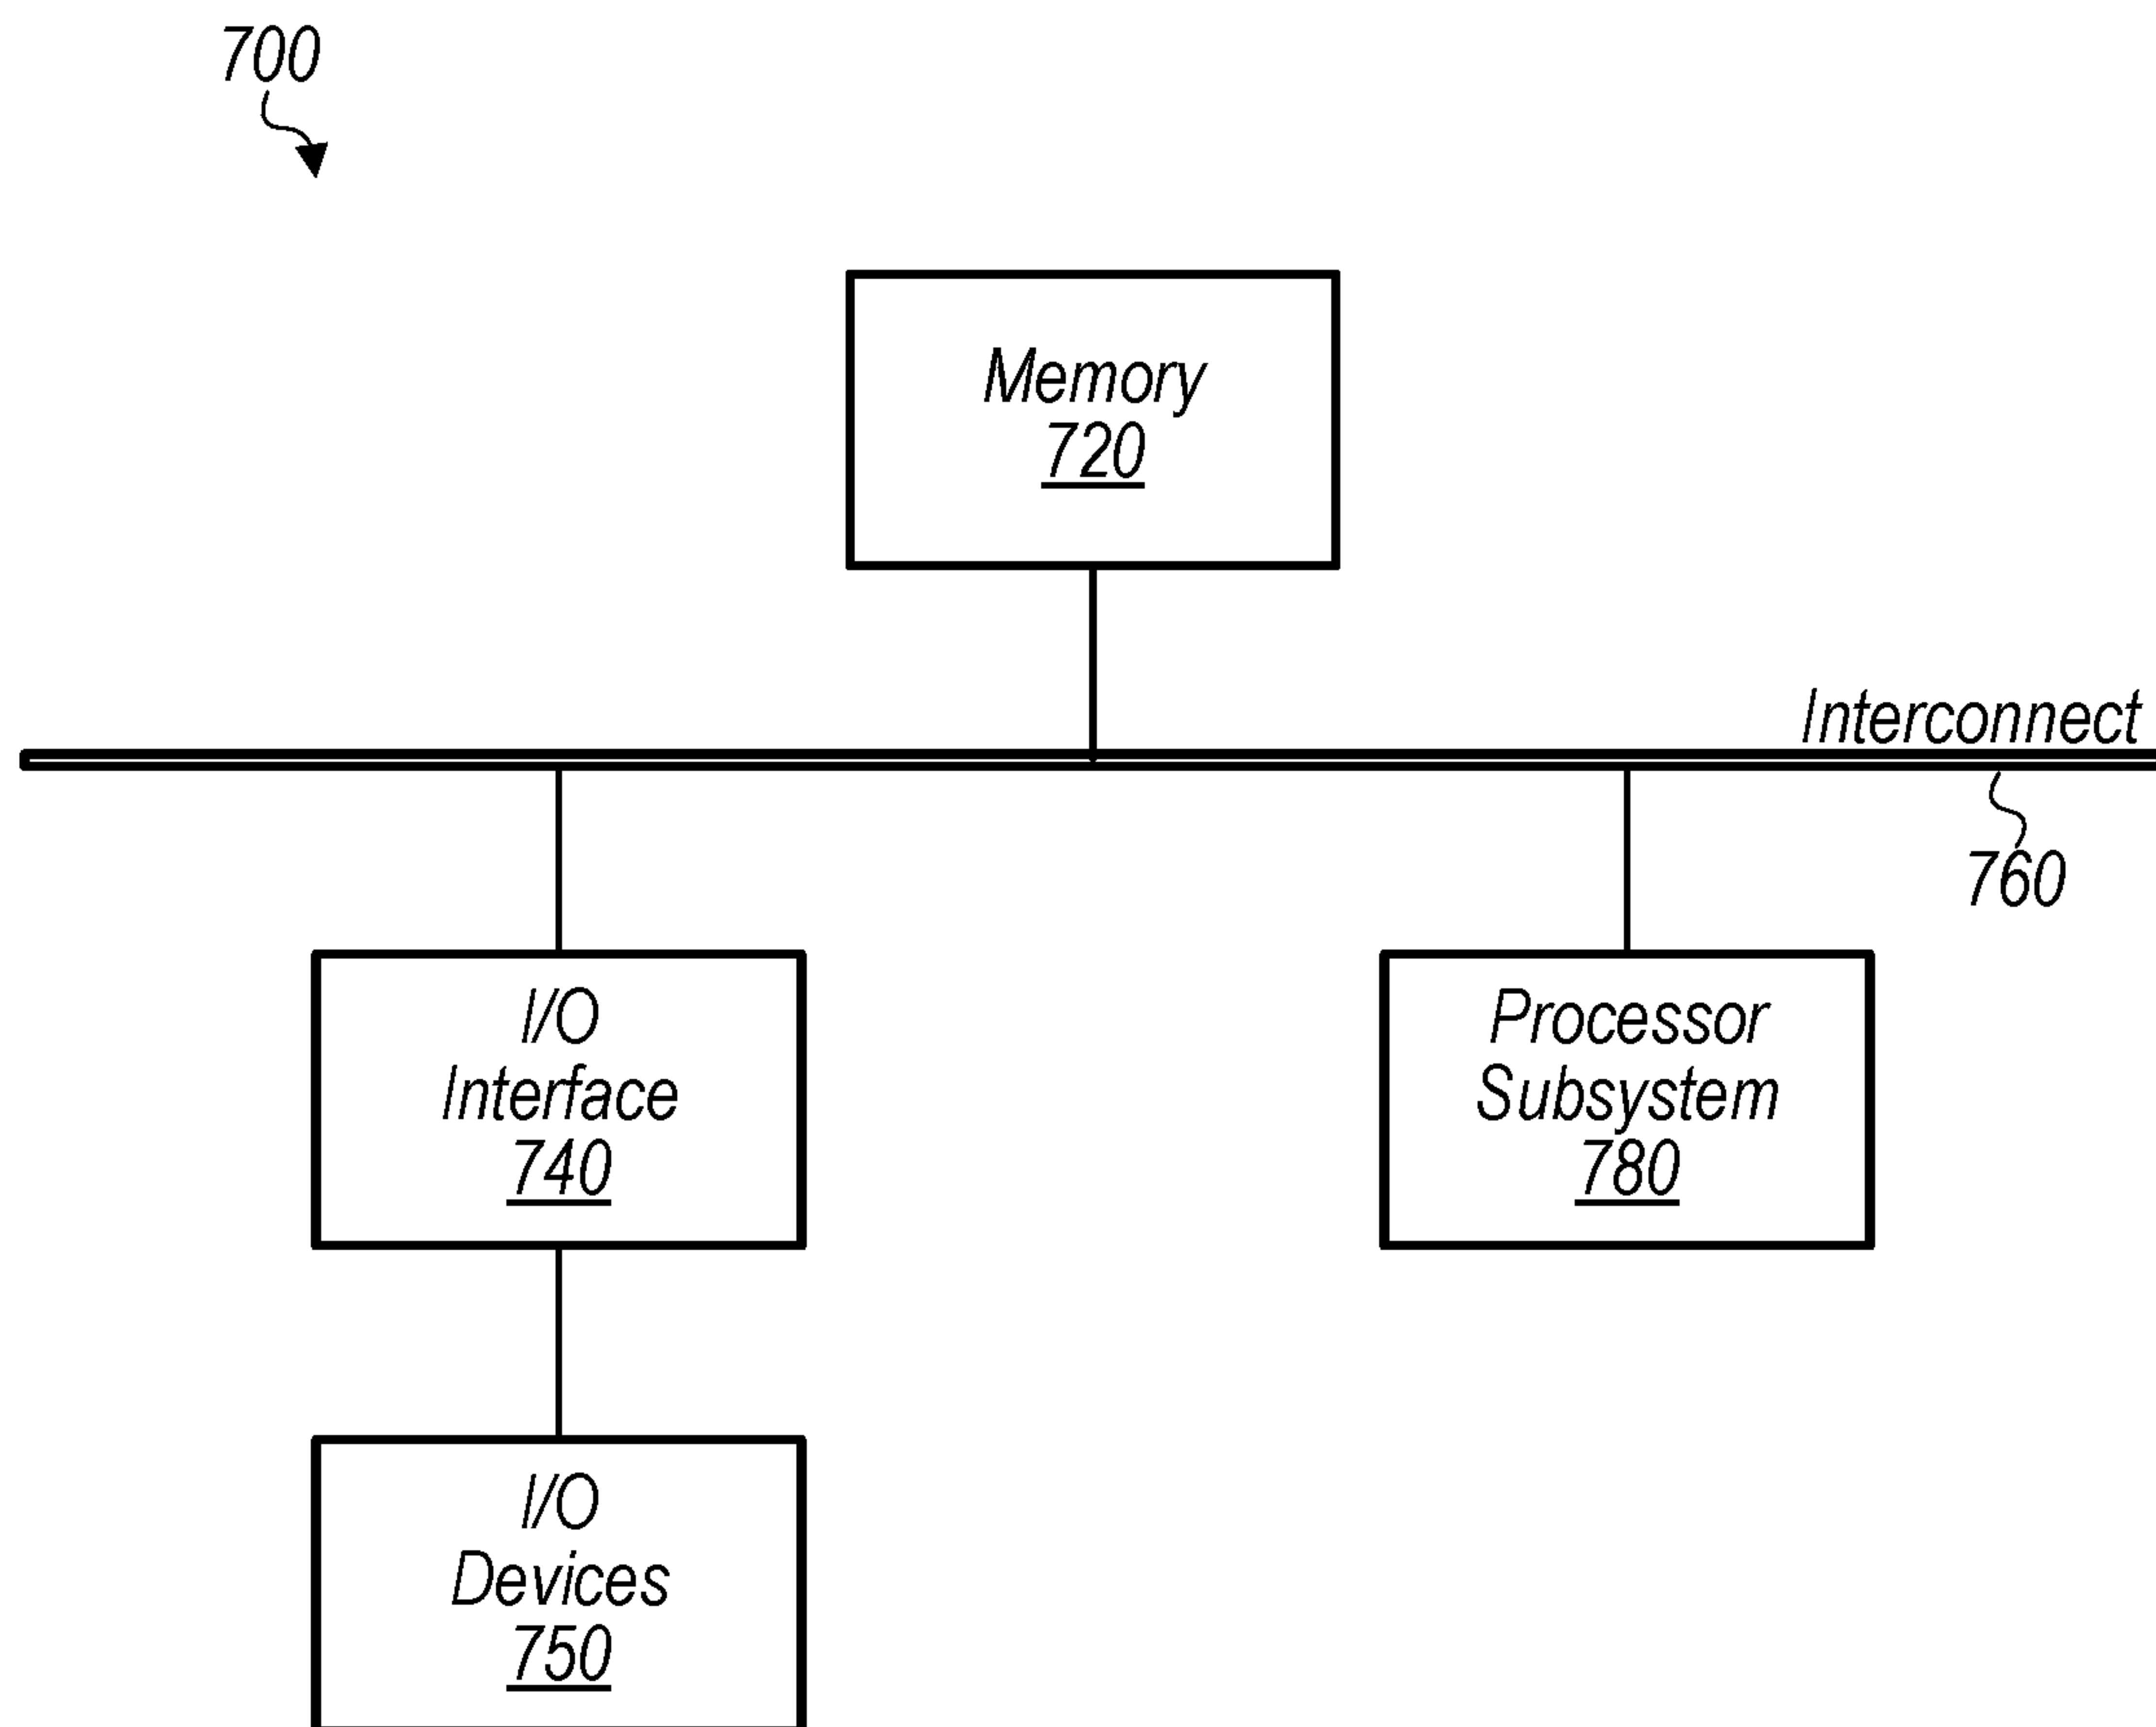 700
Memory
720
Interconnect
760
I/O
Interface
740
Processor
Subsystem
780
I/O
Devices
750